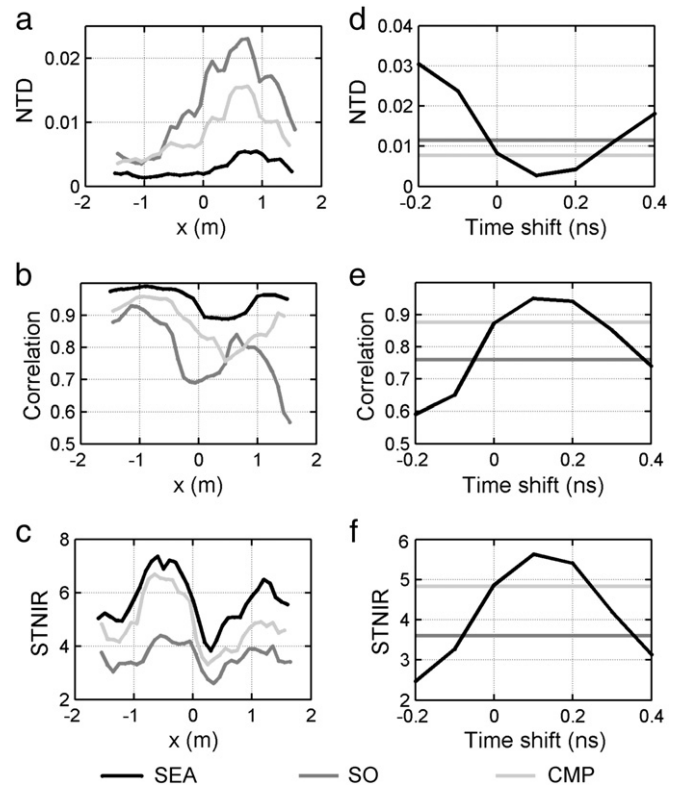 a
0.02
0.01
0
NTD
-2 -1 0 1 2
x (m)
d
0.04
0.03
0.02
0.01
0
NTD
-0.2 0 0.2 0.4
Time shift (ns)
b
0.9
0.8
0.7
0.6
0.5
Correlation
-2 -1 0 1 2
x (m)
e
0.9
0.8
0.7
0.6
0.5
Correlation
-0.2 0 0.2 0.4
Time shift (ns)
c
8
6
4
2
STNIR
-2 -1 0 1 2
x (m)
f
6
5
4
3
2
STNIR
-0.2 0 0.2 0.4
Time shift (ns)
SEA SO CMP